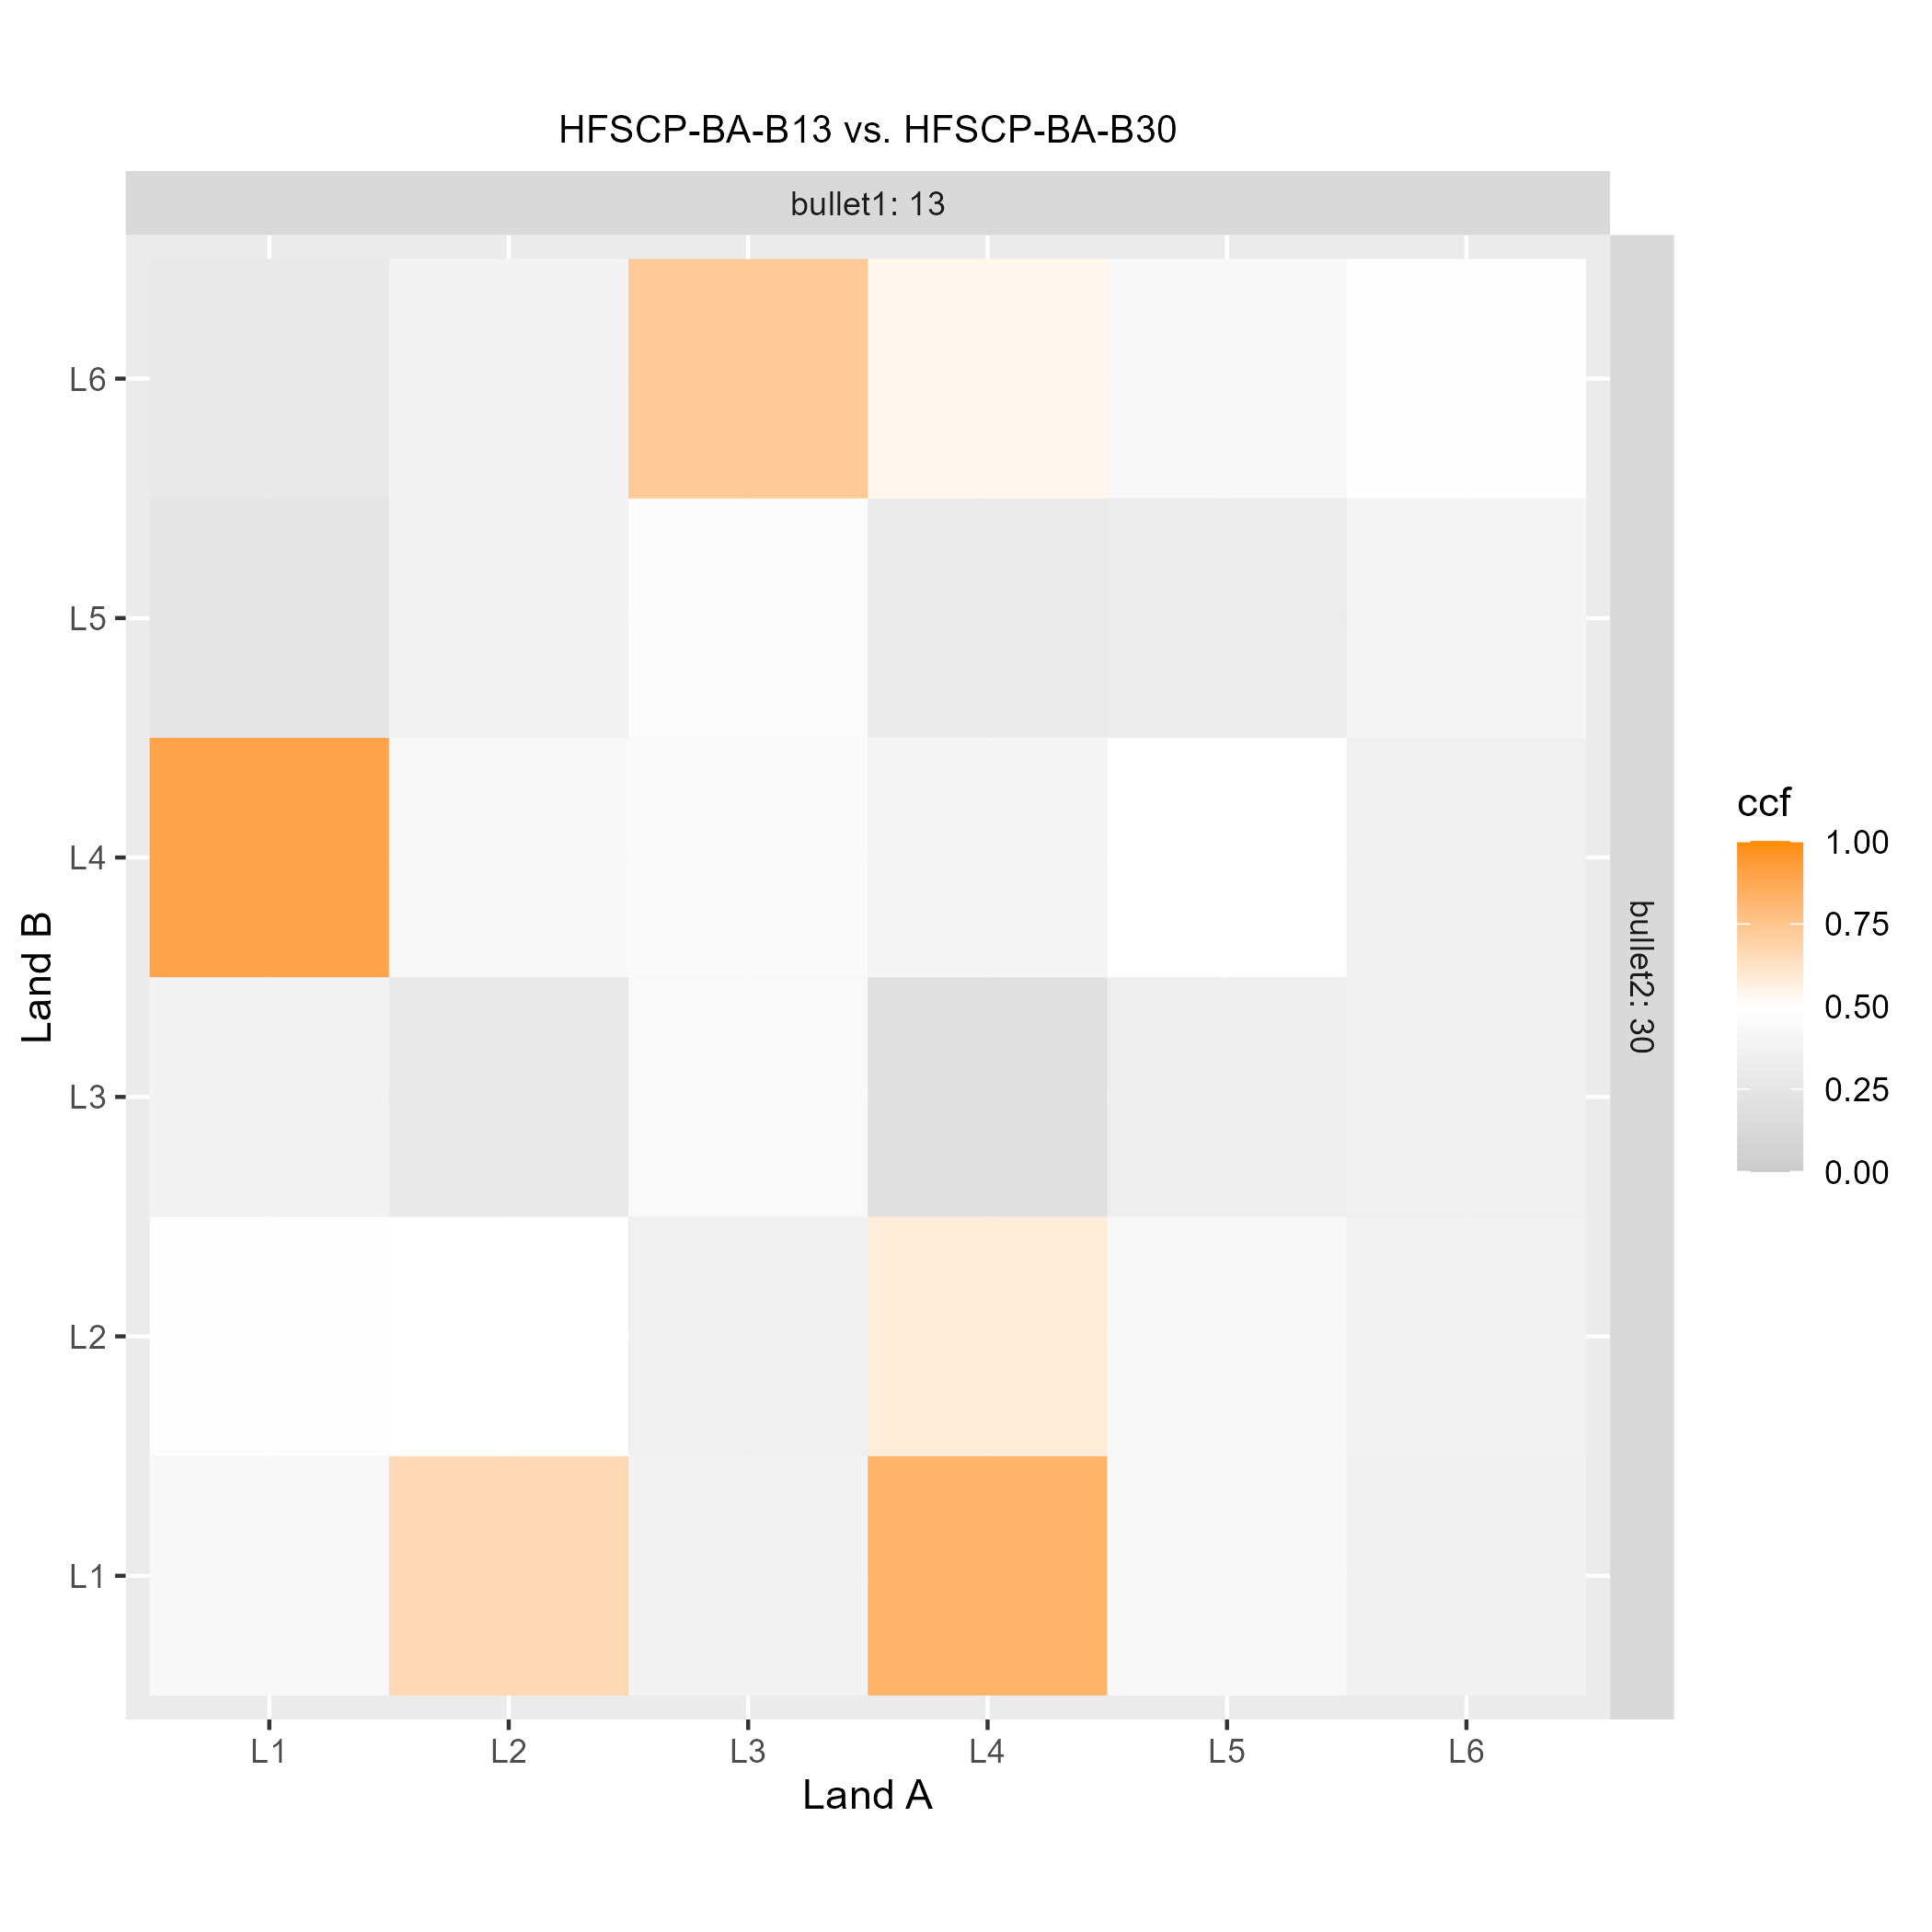 HFSCP-BA-B13 vs. HFSCP-BA-B30
bullet1: 13
L6
L5
L4
L3
L2
L1
Land B
bullet2: 30
L1 L2 L3 L4 L5 L6
Land A
ccf
1.00
0.75
0.50
0.25
0.00